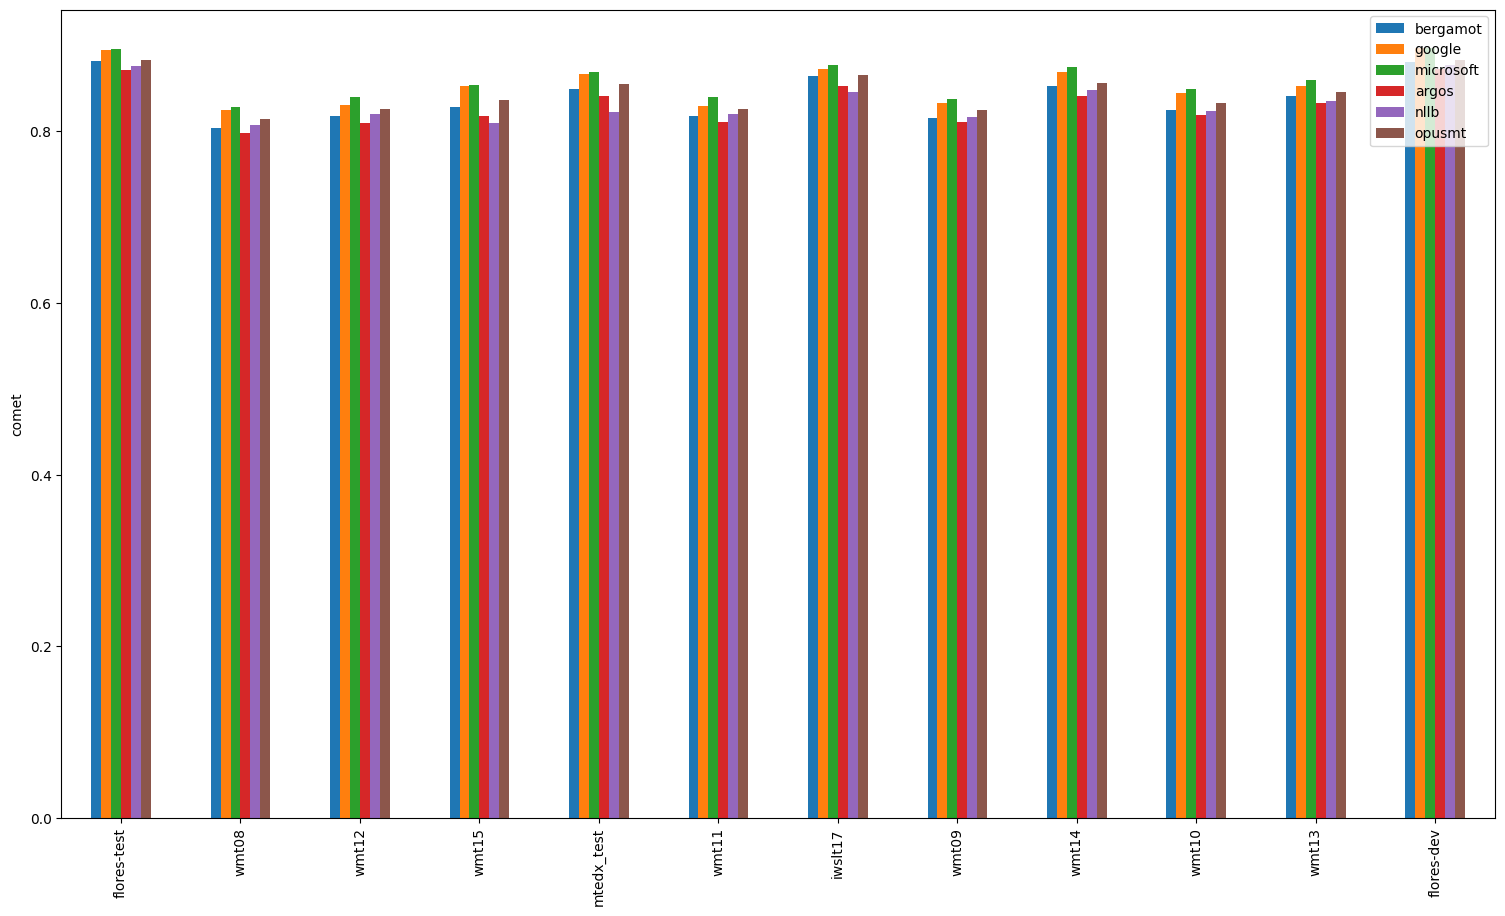 bergamot
google
microsoft
argos
nllb
opusmt
comet
0.8
0.6
0.4
0.2
0.0
flores-test
wmt08
wmt12
wmt15
mtedx_test
wmt11
iwslt17
wmt09
wmt14
wmt10
wmt13
flores-dev